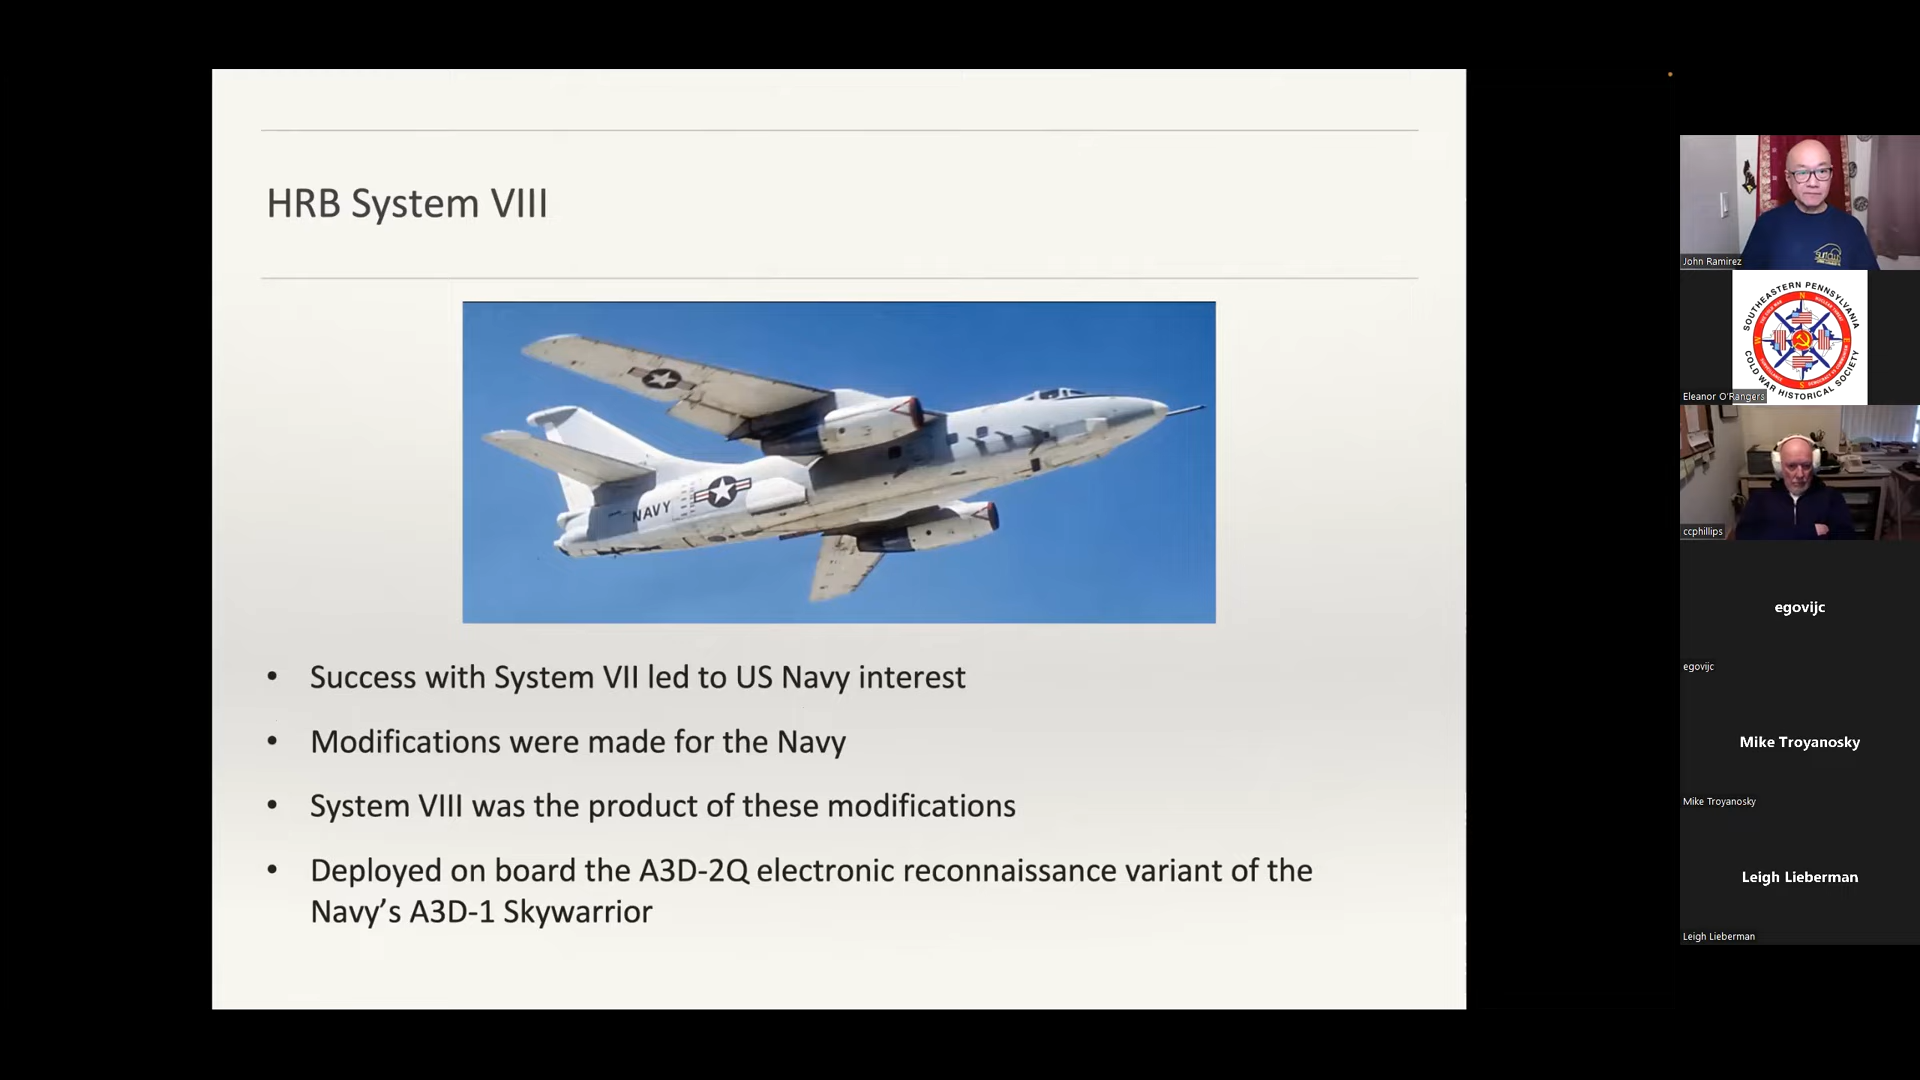 HRB System VIII
NAVY
• Success with System VII led to US Navy interest
• Modifications were made for the Navy
• System VIII was the product of these modifications
• Deployed on board the A3D-2Q electronic reconnaissance variant of the
Navy’s A3D-1 Skywarrior
John Ramirez
SOUTHEASTERN PENNSYLVANIA
COLD WAR HISTORICAL SOCIETY
Eleanor O'Rangers
ccphillips
egovijc
egovijc
Mike Troyanosky
Mike Troyanosky
Leigh Lieberman
Leigh Lieberman